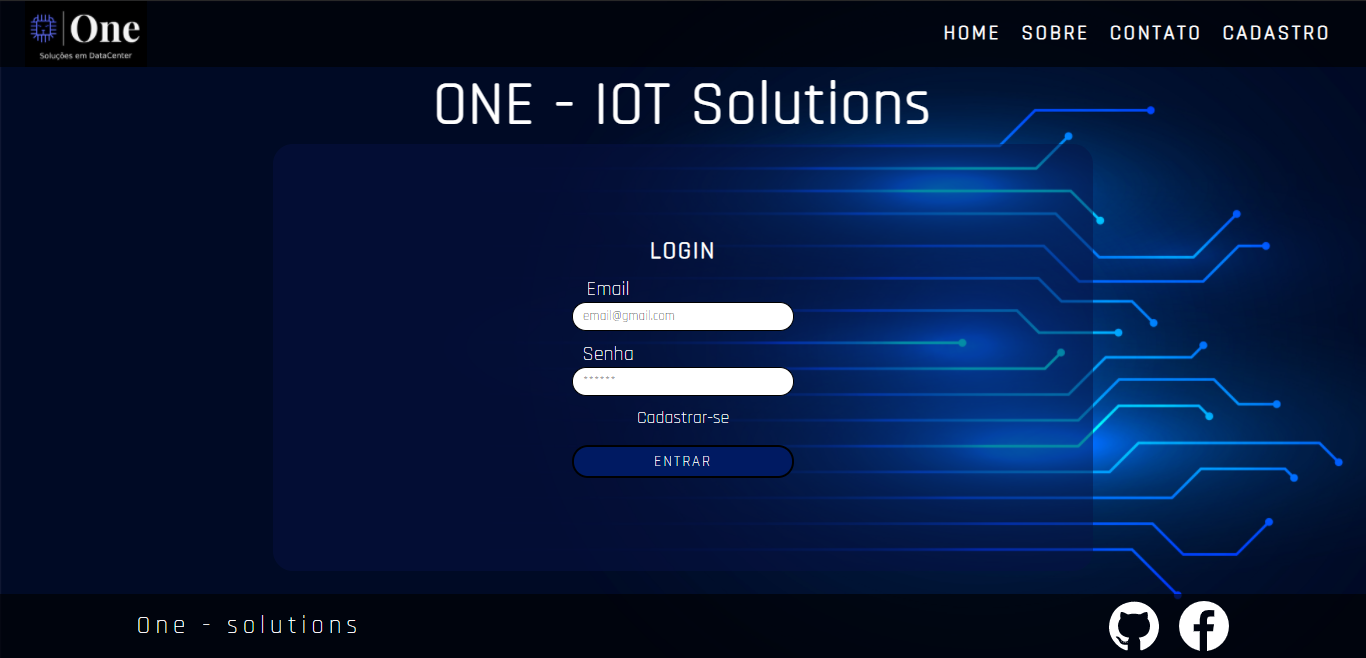 One
Soluções em DataCenter
HOME SOBRE CONTATO CADASTRO
ONE - IOT Solutions
LOGIN
Email
email@gmail.com
Senha
******
Cadastrar-se
ENTRAR
One - solutions